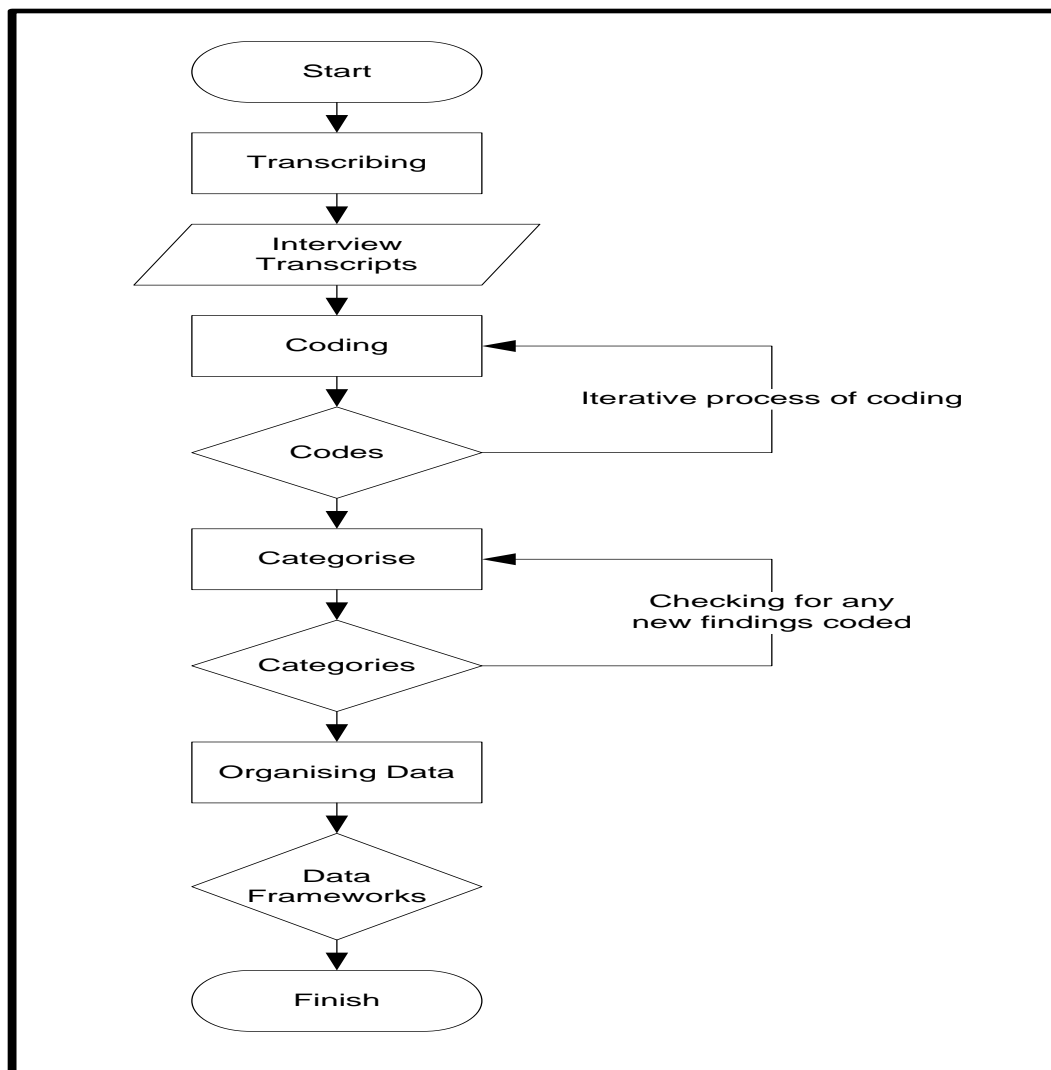 Start
Transcribing
Interview
Transcripts
Coding
Iterative process of coding
Codes
Categorise
Checking for any
new findings coded
Categories
Organising Data
Data
Frameworks
Finish